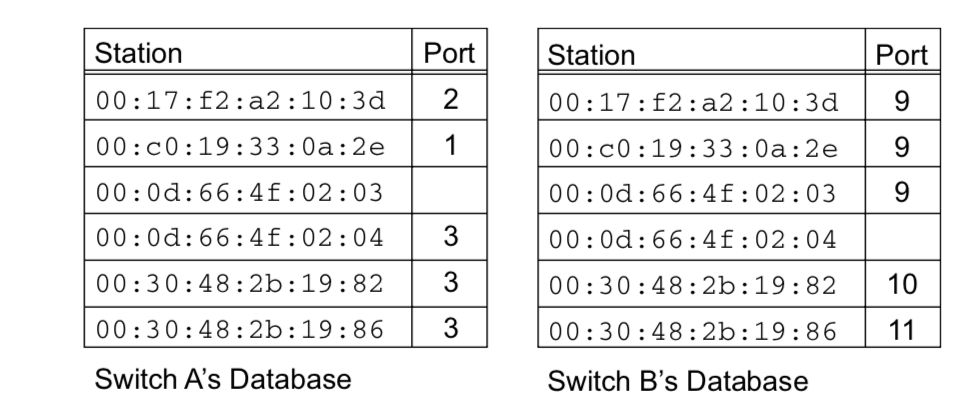 Station Port
00:17:f2:a2:10:3d 2
00:c0:19:33:0a:2e 1
00:0d:66:4f:02:03
00:0d:66:4f:02:04 3
00:30:48:2b:19:82 3
00:30:48:2b:19:86 3
Switch A’s Database
Station Port
00:17:f2:a2:10:3d 9
00:c0:19:33:0a:2e 9
00:0d:66:4f:02:03 9
00:0d:66:4f:02:04
00:30:48:2b:19:82 10
00:30:48:2b:19:86 11
Switch B’s Database